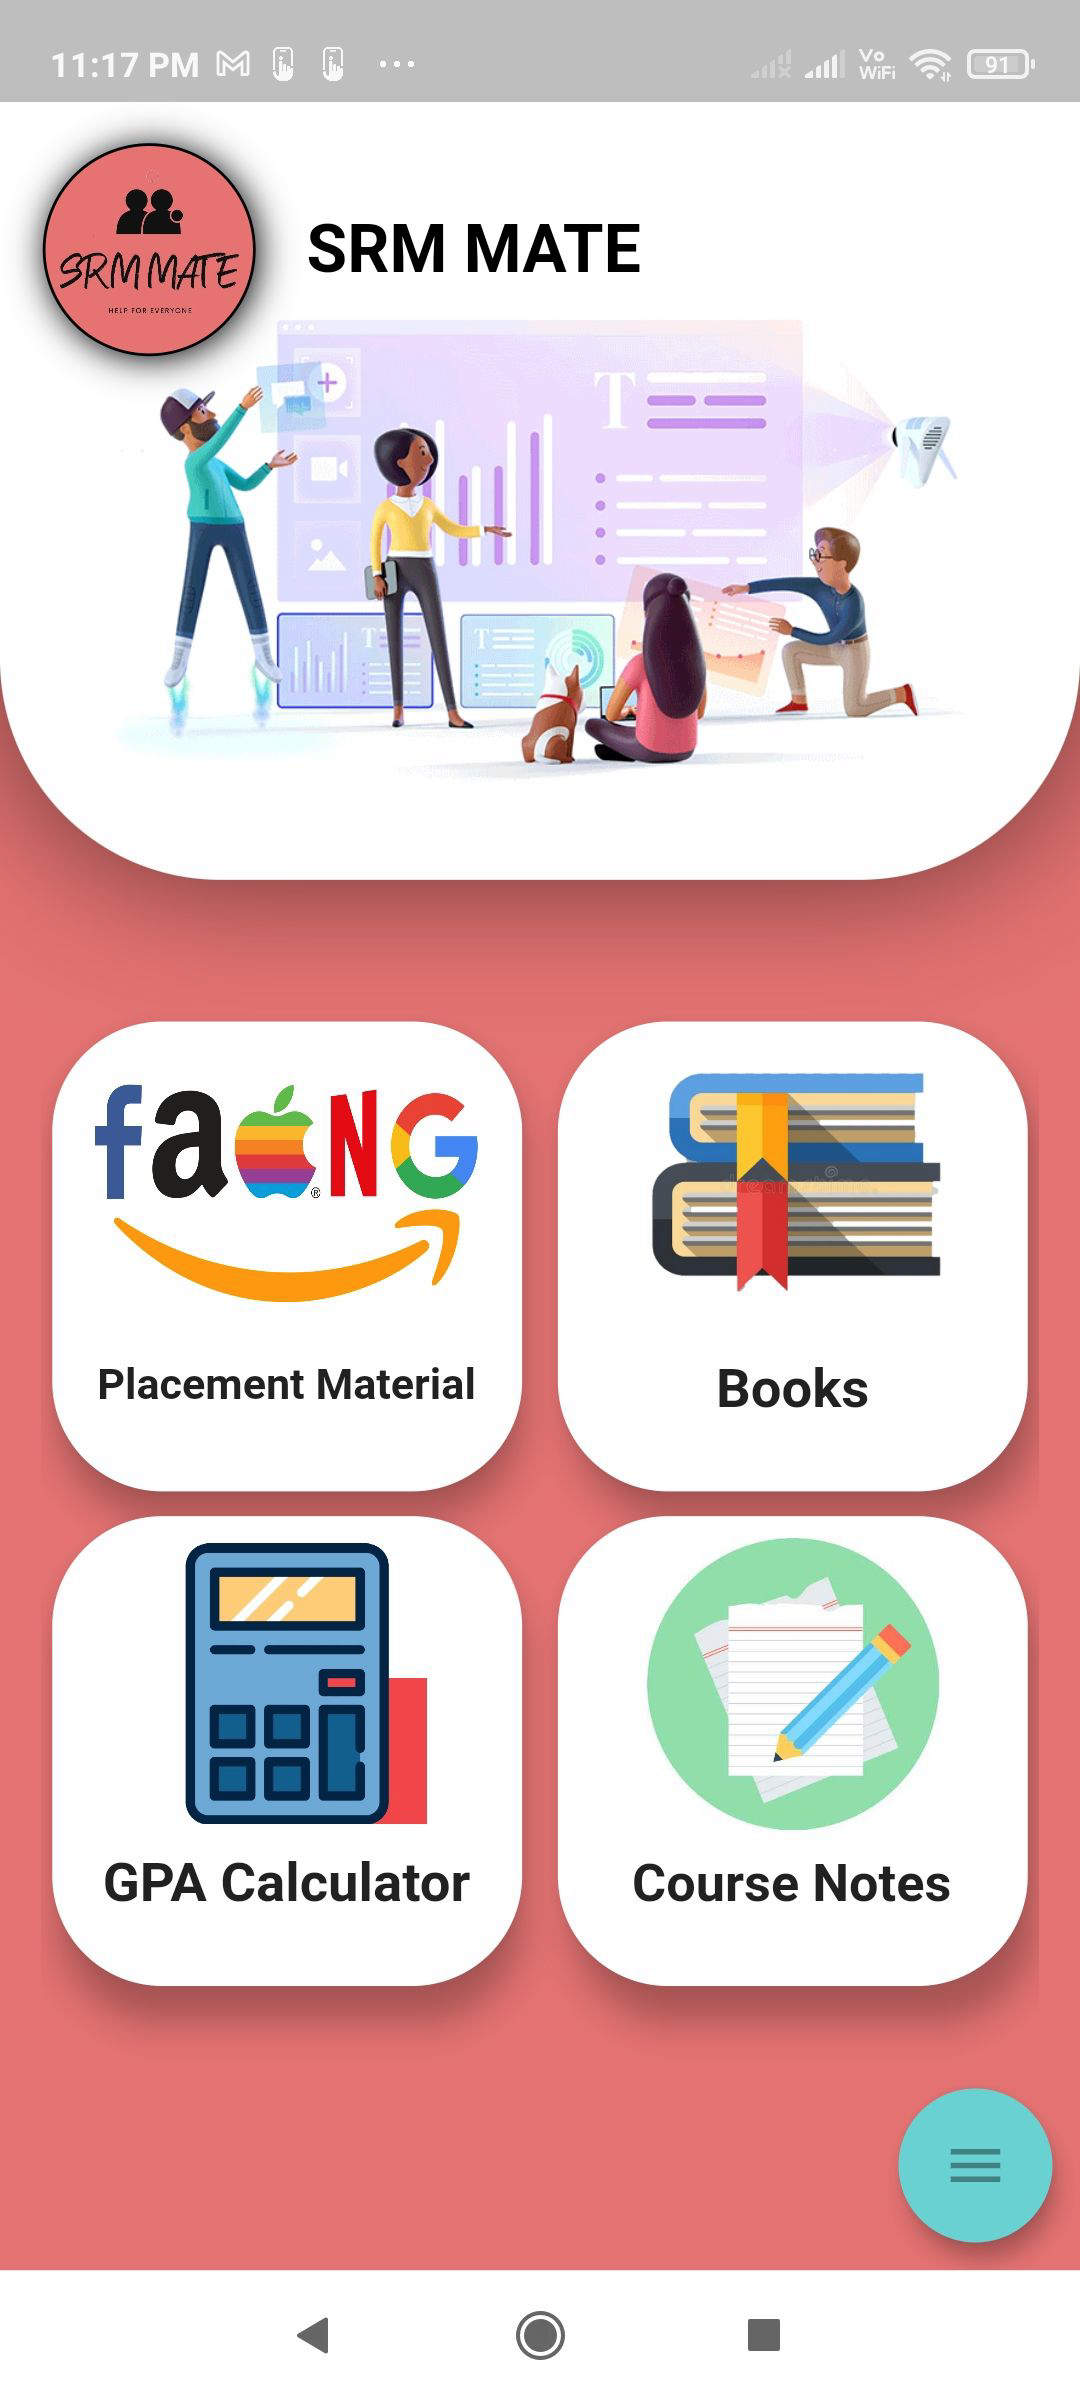 11:17 PM
Vo
WiFi
91
SRM MATE
HELP FOR EVERYONE
SRM MATE
T
T
T
faNG
®
dreamstime.
Placement Material
Books
GPA Calculator
Course Notes